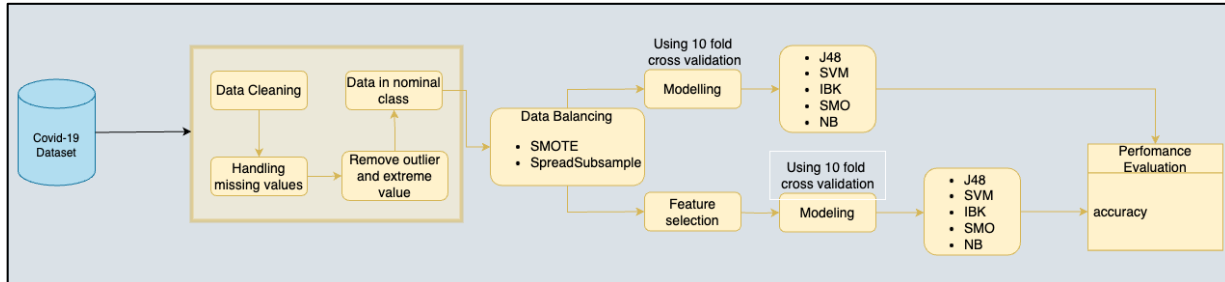 Covid-19
Dataset
Data Cleaning
Handling
missing values
Data in nominal
class
Remove outlier
and extreme
value
Data Balancing
• SMOTE
• SpreadSubsample
Using 10 fold
cross validation
Modelling
• J48
• SVM
• IBK
• SMO
• NB
Feature
selection
Using 10 fold
cross validation
Modeling
• J48
• SVM
• IBK
• SMO
• NB
Perfomance
Evaluation
accuracy